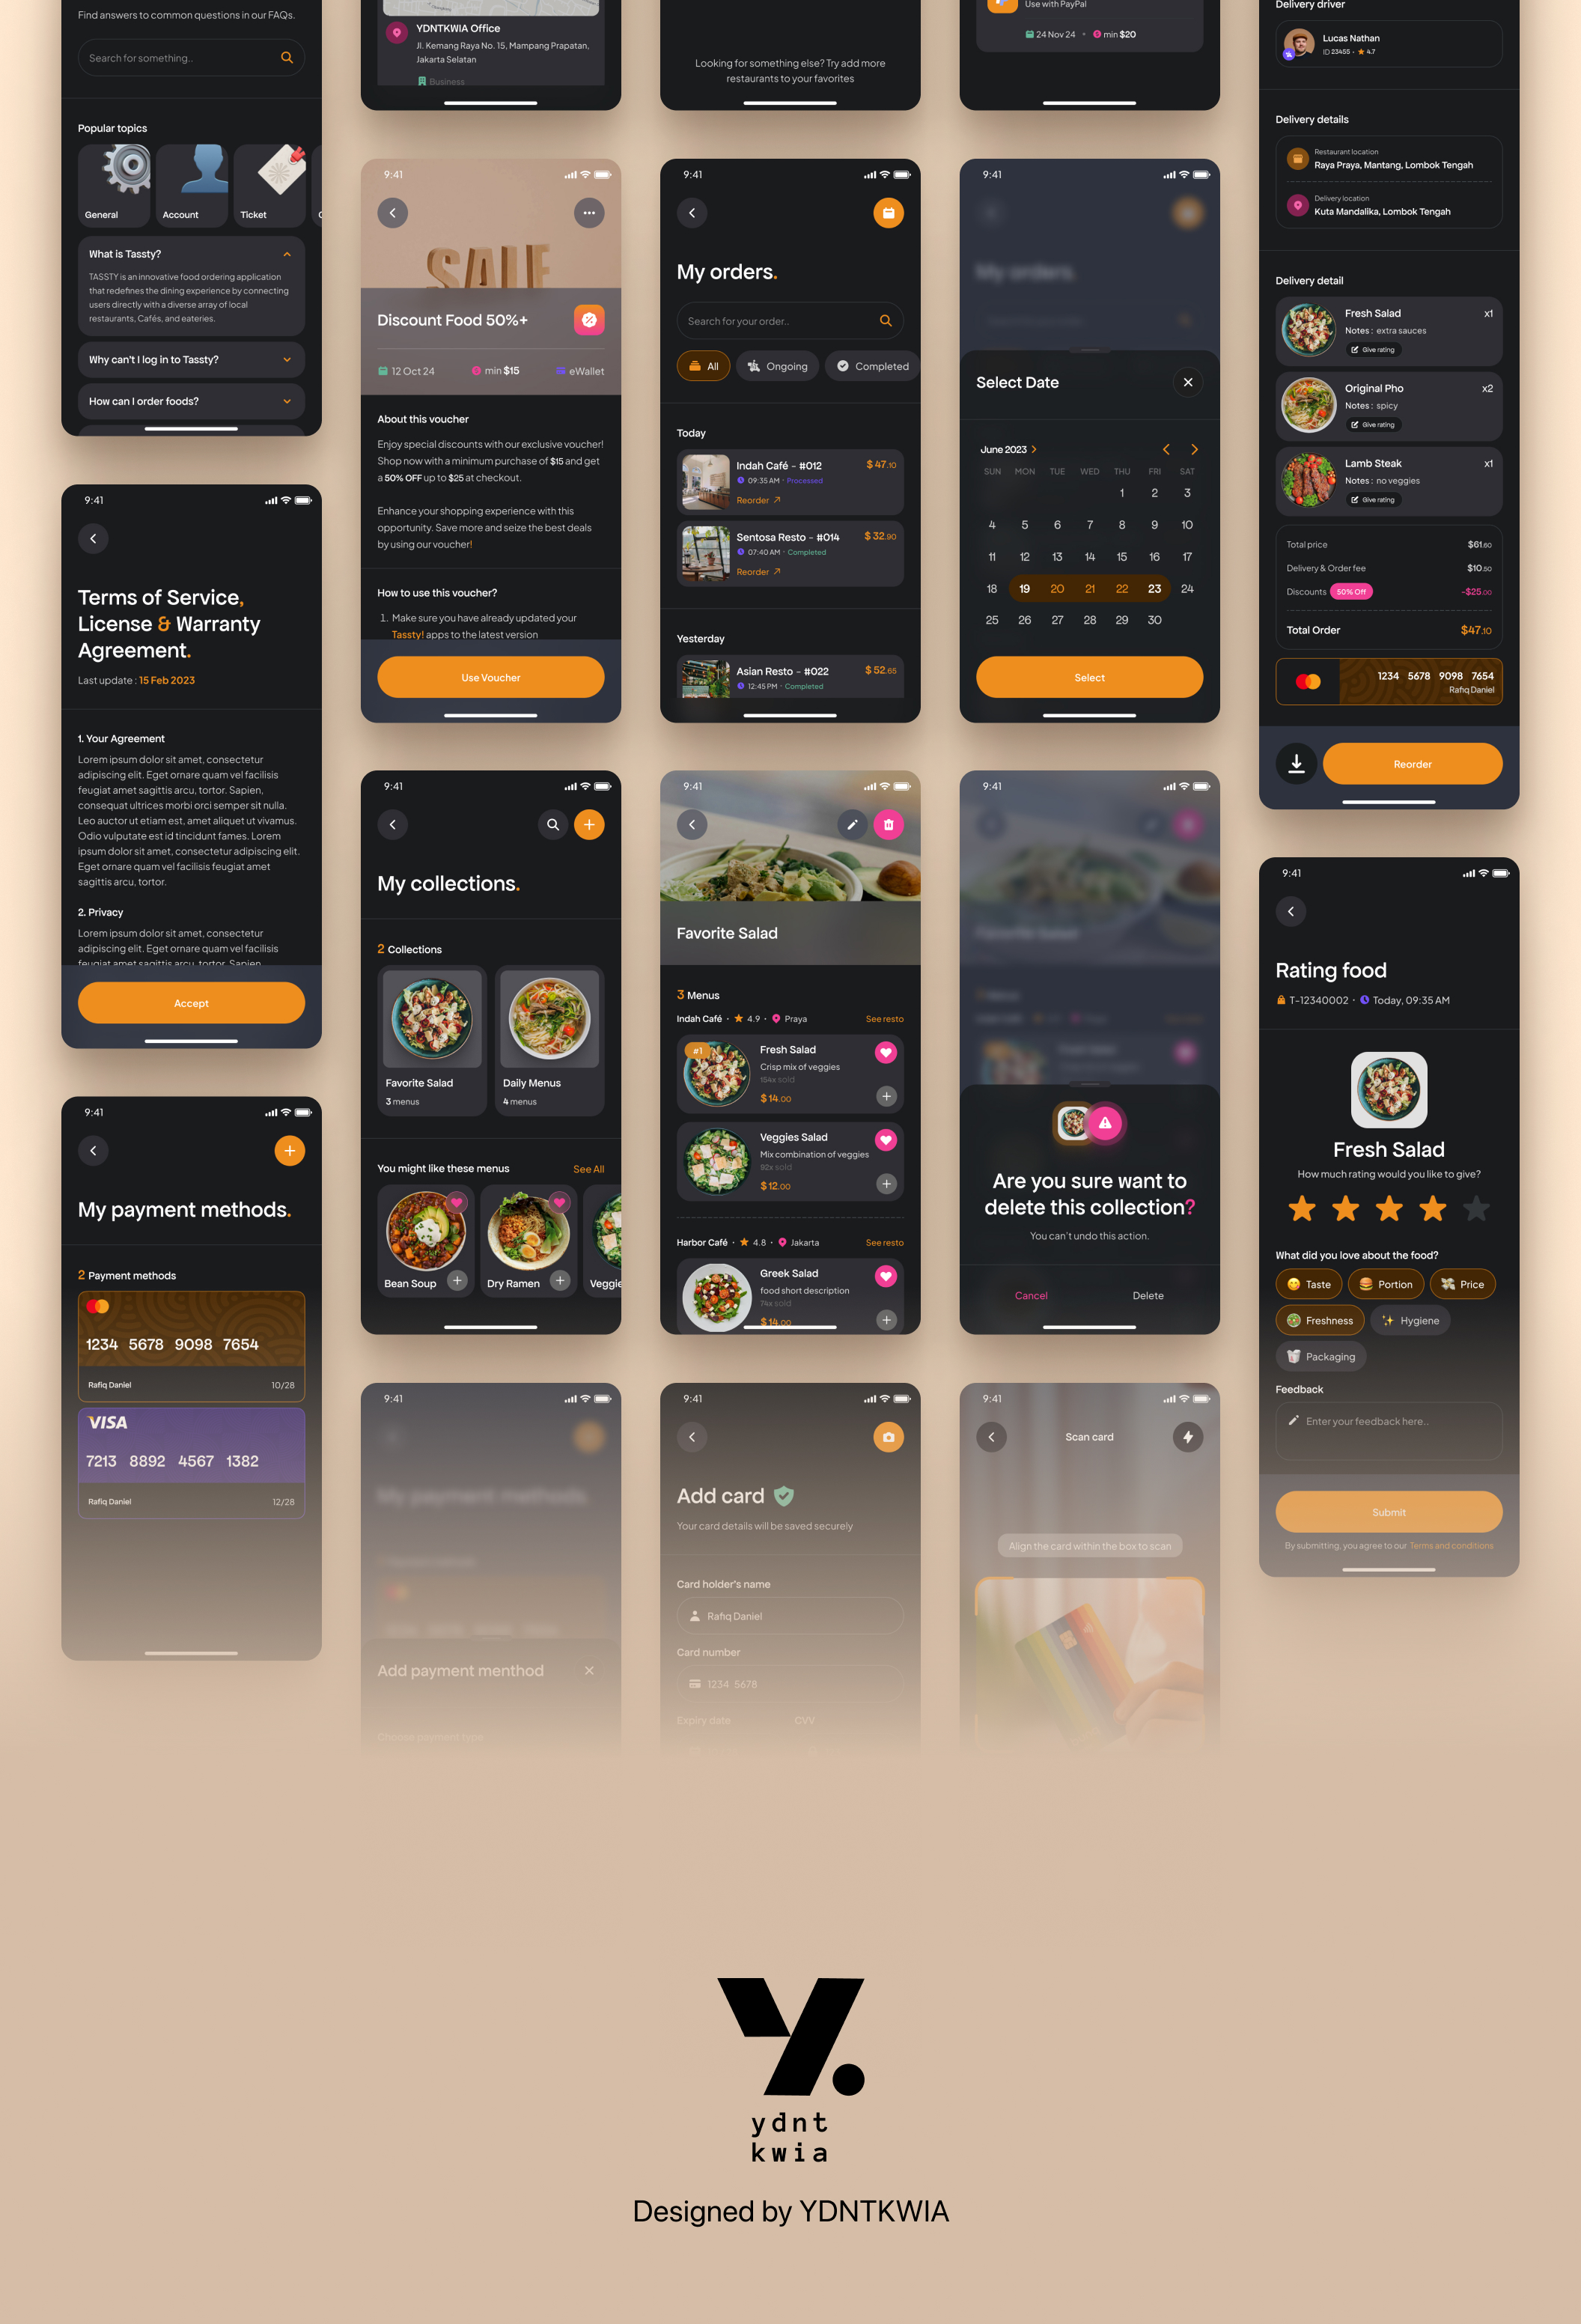 Find answers to common questions in our FAQs.
Search for something..
Popular topics
General
Account
Ticket
What is Tassty?
TASSTY is an innovative food ordering application
that redefines the dining experience by connecting
users directly with a diverse array of local
restaurants, Cafés, and eateries.
Why can't I log in to Tassty?
How can I order foods?
9:41
Terms of Service,
License & Warranty
Agreement.
Last update : 15 Feb 2023
1. Your Agreement
Lorem ipsum dolor sit amet, consectetur
adipiscing elit. Eget ornare quam vel facilisis
feugiat amet sagittis arcu, tortor. Sapien,
consequat ultrices morbi orci semper sit nulla.
Leo auctor ut etiam est, amet aliquet ut vivamus.
Odio vulputate est id tincidunt fames. Lorem
ipsum dolor sit amet, consectetur adipiscing elit.
Eget ornare quam vel facilisis feugiat amet
sagittis arcu, tortor.
2. Privacy
Lorem ipsum dolor sit amet, consectetur
adipiscing elit. Eget ornare quam vel facilisis
feugiat amet sagittis arcu, tortor. Sapien
Accept
9:41
My payment methods.
2 Payment methods
1234 5678 9098 7654
Rafiq Daniel 10/28
VISA
7213 8892 4567 1382
Rafiq Daniel 12/28
YDNTKWIA Office
Jl. Kemang Raya No. 15, Mampang Prapatan,
Jakarta Selatan
Business
9:41
SALE
Discount Food 50%+
12 Oct 24 min $15 eWallet
About this voucher
Enjoy special discounts with our exclusive voucher!
Shop now with a minimum purchase of $15 and get
a 50% OFF up to $25 at checkout.
Enhance your shopping experience with this
opportunity. Save more and seize the best deals
by using our voucher!
How to use this voucher?
1. Make sure you have already updated your
Tassty! apps to the latest version
Use Voucher
9:41
My collections.
2 Collections
Favorite Salad
3 menus
Daily Menus
4 menus
You might like these menus See All
Bean Soup
Dry Ramen
Veggie
9:41
My payment methods.
Add payment menthod
Choose payment type
Looking for something else? Try add more
restaurants to your favorites
9:41
My orders.
Search for your order..
All Ongoing Completed
Today
Indah Café - #012 $ 47.10
09:35 AM · Processed
Reorder
Sentosa Resto - #014 $ 32.90
07:40 AM · Completed
Reorder
Yesterday
Asian Resto - #022 $ 52.65
12:45 PM · Completed
9:41
Favorite Salad
3 Menus
Indah Café · 4.9 · Praya See resto
#1
Fresh Salad
Crisp mix of veggies
154x sold
$ 14.00
Veggies Salad
Mix combination of veggies
92x sold
$ 12.00
Harbor Café · 4.8 · Jakarta See resto
Greek Salad
food short description
74x sold
$ 14.00
9:41
Add card
Your card details will be saved securely
Card holder's name
Rafiq Daniel
Card number
1234 5678
Expiry date CVV
Use with PayPal
24 Nov 24 • min $20
9:41
My orders.
Select Date
June 2023
SUN MON TUE WED THU FRI SAT
1 2 3
4 5 6 7 8 9 10
11 12 13 14 15 16 17
18 19 20 21 22 23 24
25 26 27 28 29 30
Select
9:41
Favorite Salad
Are you sure want to
delete this collection?
You can't undo this action.
Cancel Delete
9:41
Scan card
Align the card within the box to scan
Delivery driver
Lucas Nathan
ID 23455 · 4.7
Delivery details
Restaurant location
Raya Praya, Mantang, Lombok Tengah
Delivery location
Kuta Mandalika, Lombok Tengah
Delivery detail
Fresh Salad x1
Notes : extra sauces
Give rating
Original Pho x2
Notes : spicy
Give rating
Lamb Steak x1
Notes : no veggies
Give rating
Total price $61.60
Delivery & Order fee $10.50
Discounts 50% Off -$25.00
Total Order $47.10
1234 5678 9098 7654
Rafiq Daniel
Reorder
9:41
Rating food
T-12340002 · Today, 09:35 AM
Fresh Salad
How much rating would you like to give?
What did you love about the food?
Taste Portion Price
Freshness Hygiene
Packaging
Feedback
Enter your feedback here..
Submit
By submitting, you agree to our Terms and conditions
ydnt
kwia
Designed by YDNTKWIA